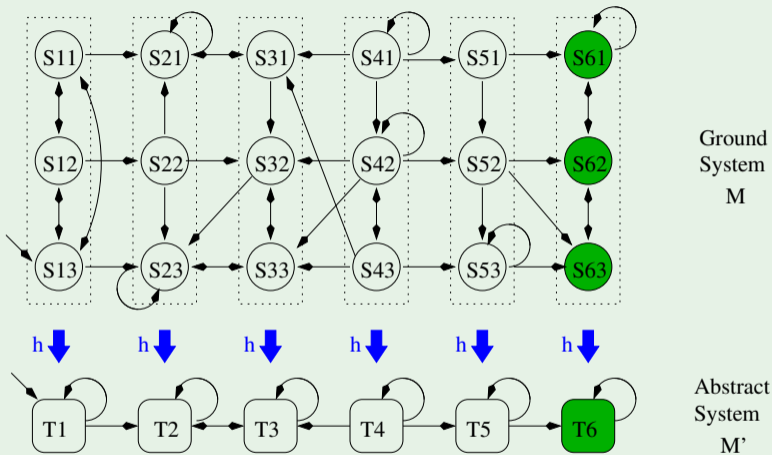 S11 S21 S31 S41 S51 S61
S12 S22 S32 S42 S52 S62
S13 S23 S33 S43 S53 S63
Ground
System
M
h h h h h h
T1 T2 T3 T4 T5 T6
Abstract
System
M'